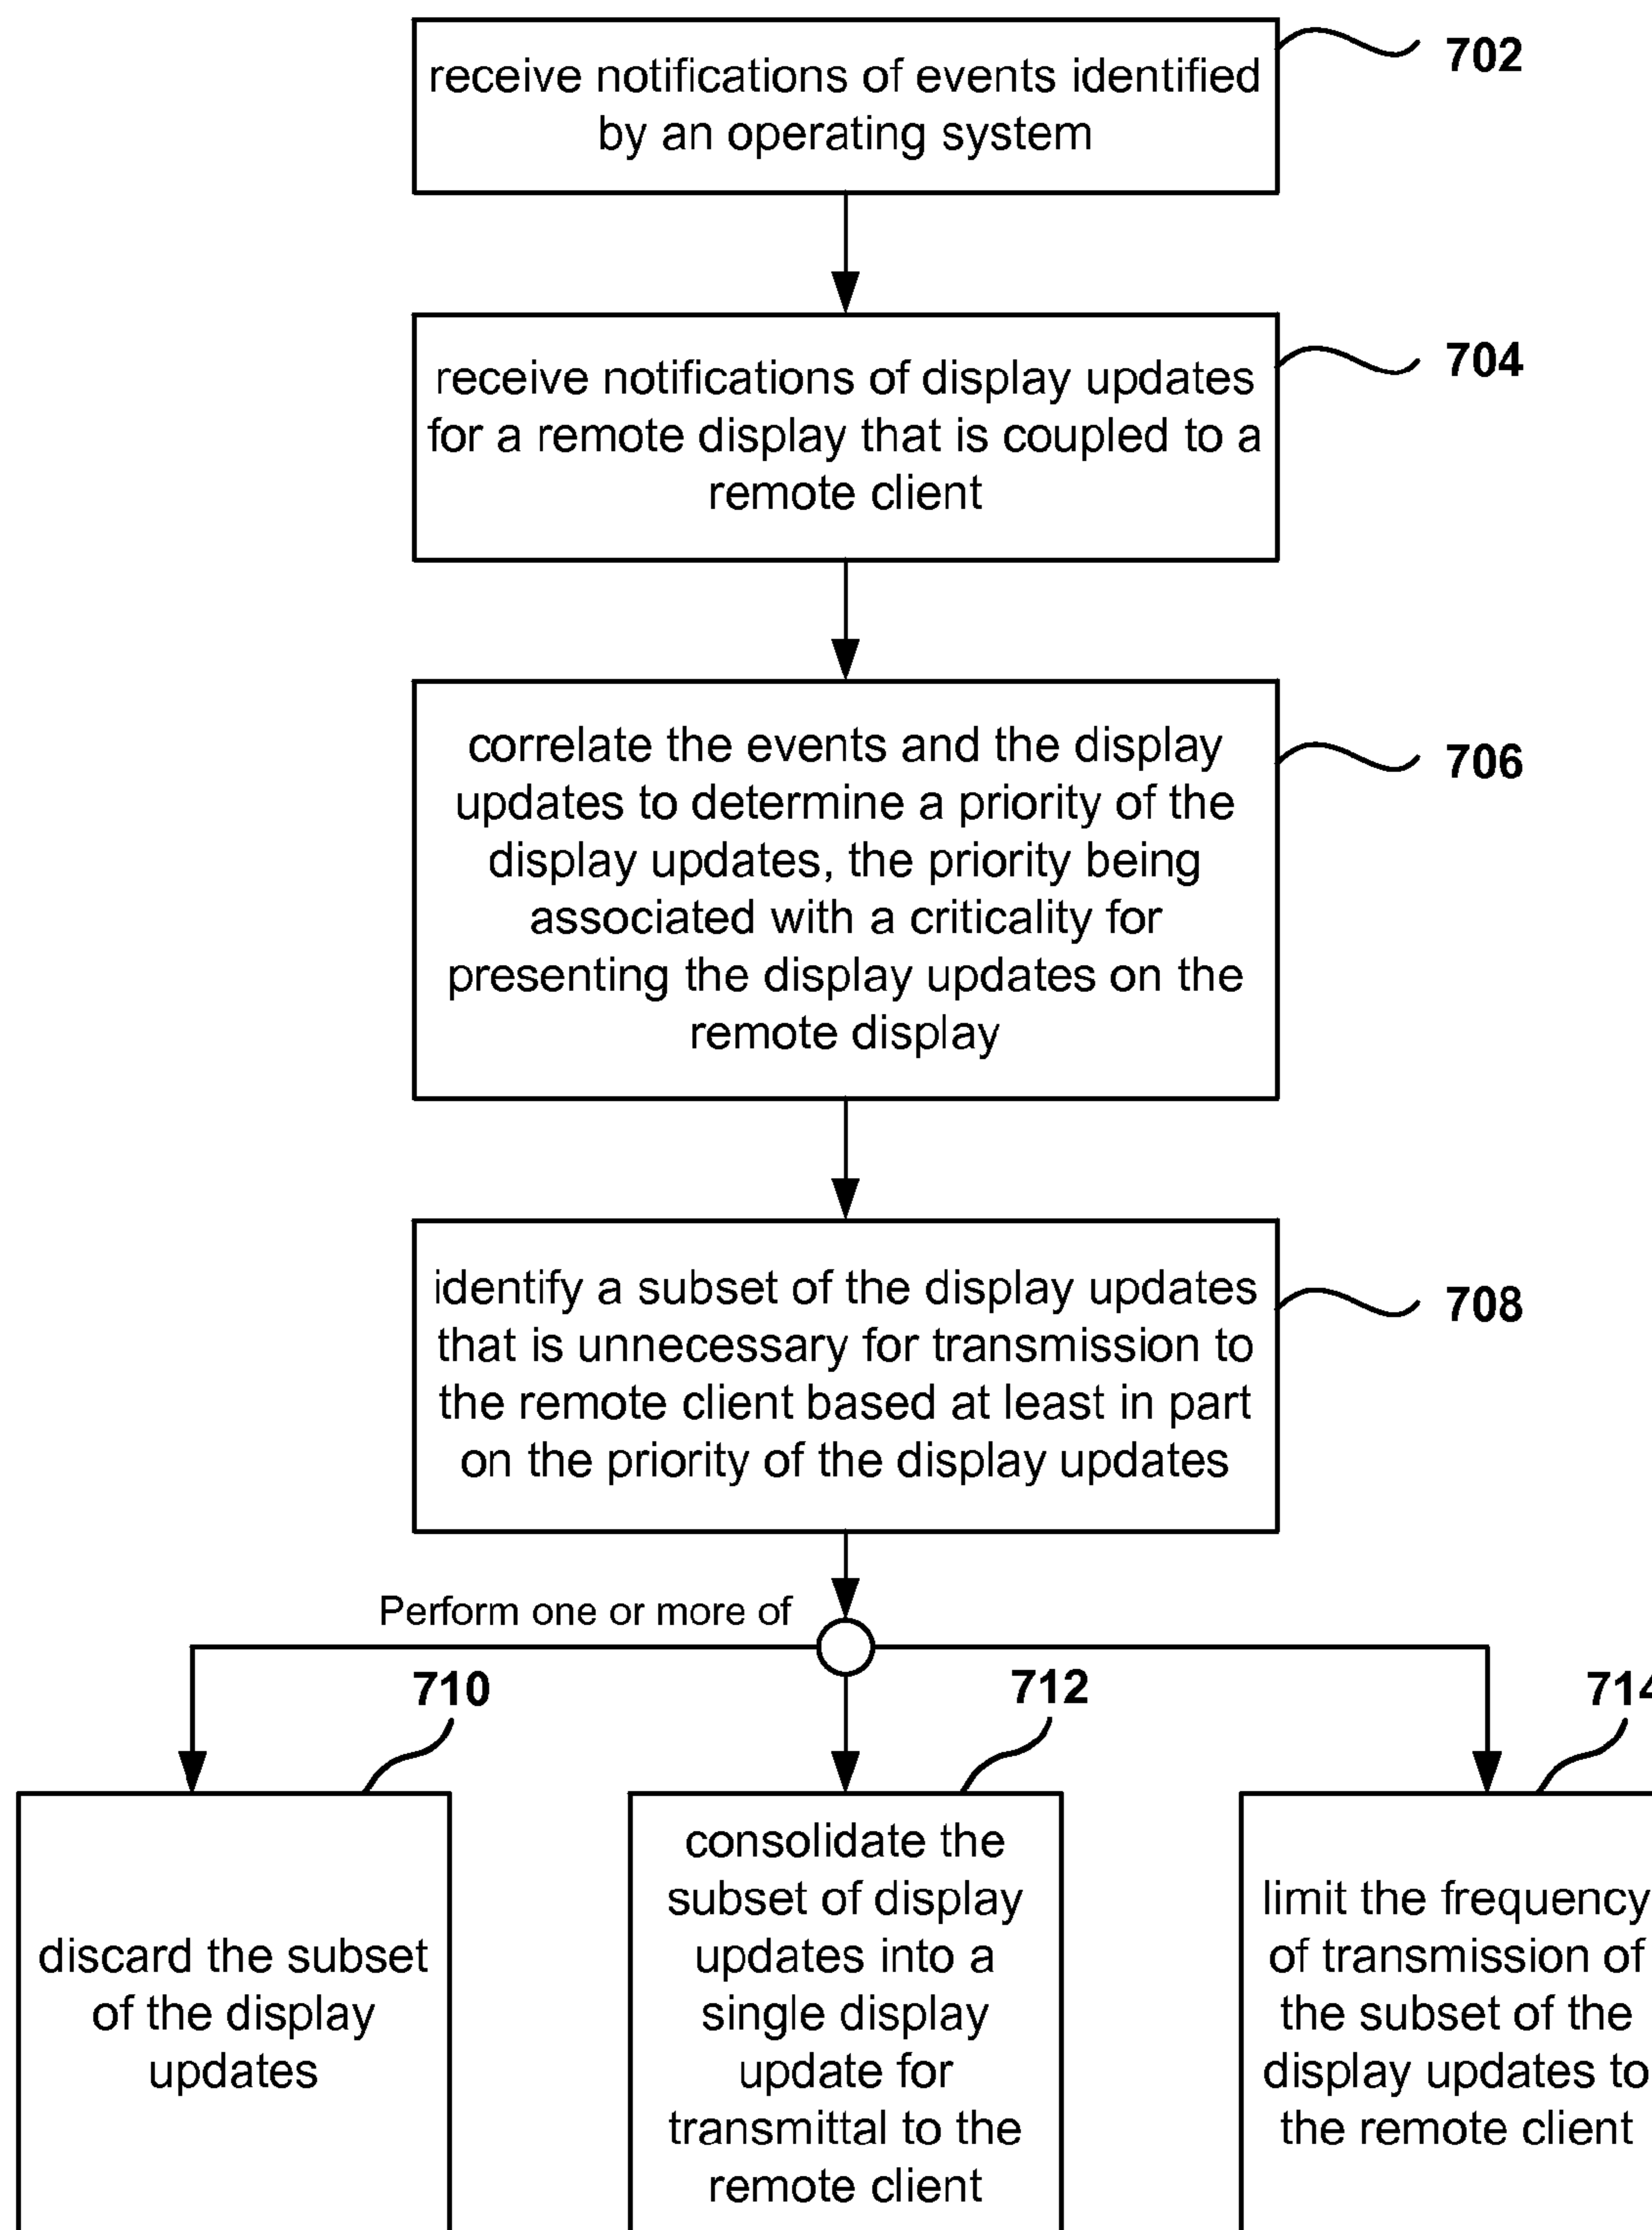 receive notifications of events identified
by an operating system
702
receive notifications of display updates
for a remote display that is coupled to a
remote client
704
correlate the events and the display
updates to determine a priority of the
display updates, the priority being
associated with a criticality for
presenting the display updates on the
remote display
706
identify a subset of the display updates
that is unnecessary for transmission to
the remote client based at least in part
on the priority of the display updates
708
Perform one or more of
710
discard the subset
of the display
updates
712
consolidate the
subset of display
updates into a
single display
update for
transmittal to the
remote client
714
limit the frequency
of transmission of
the subset of the
display updates to
the remote client